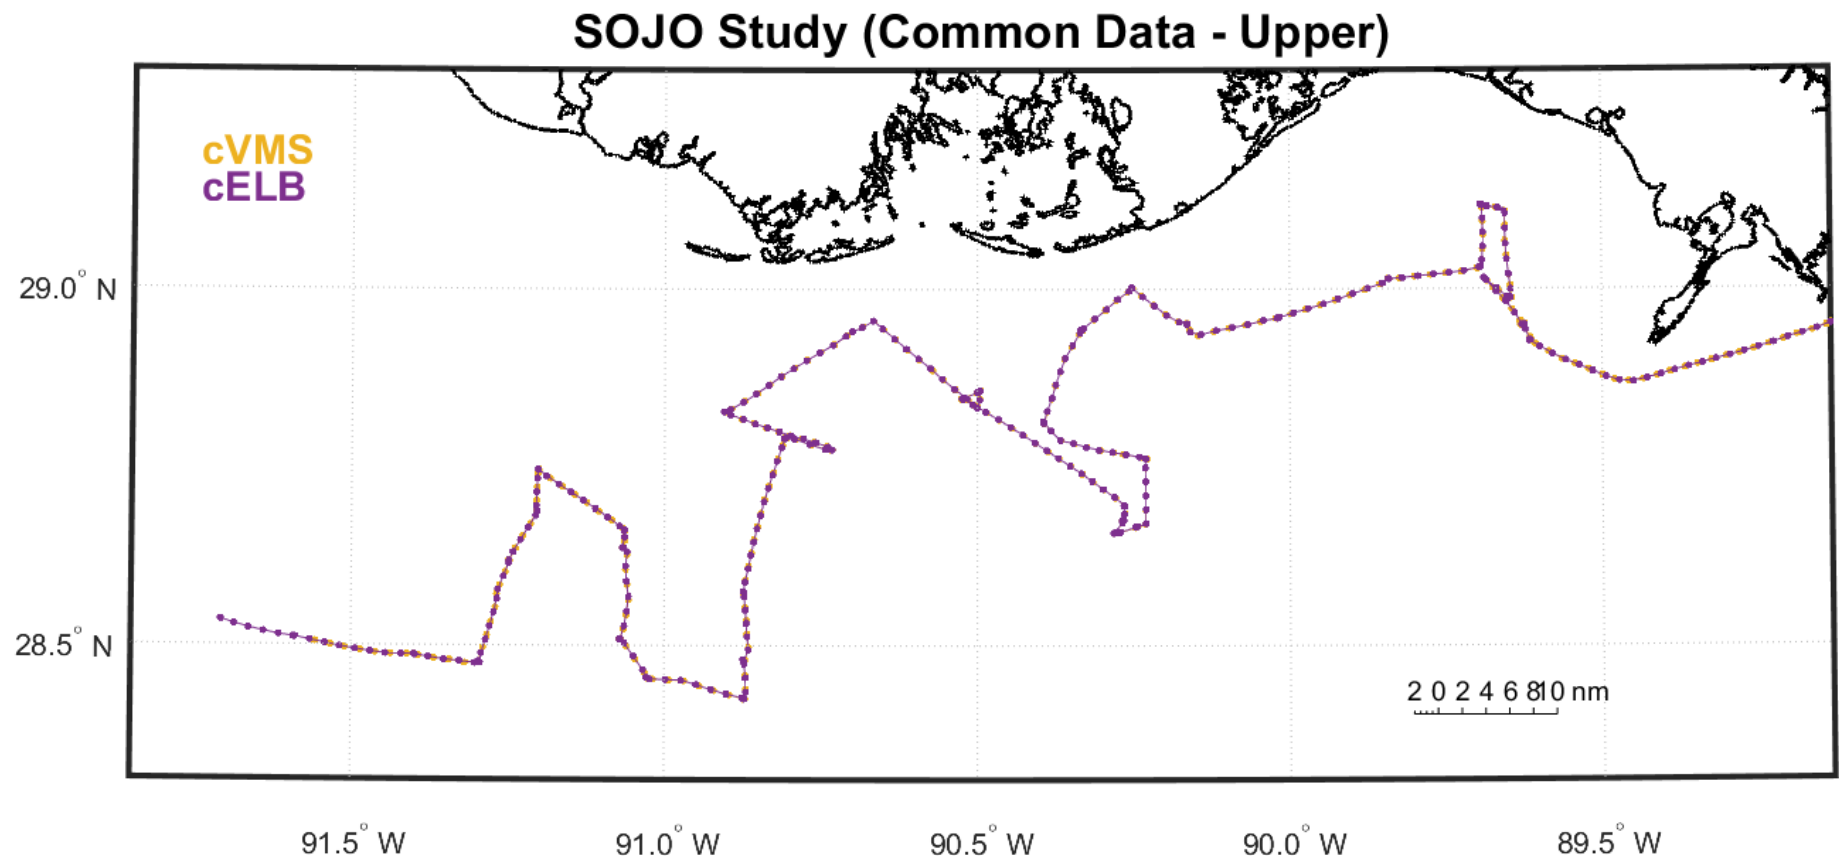 SOJO Study (Common Data - Upper)
cVMS
cELB
29.0° N
28.5° N
2 0 2 4 6 8 10 nm
91.5° W 91.0° W 90.5° W 90.0° W 89.5° W